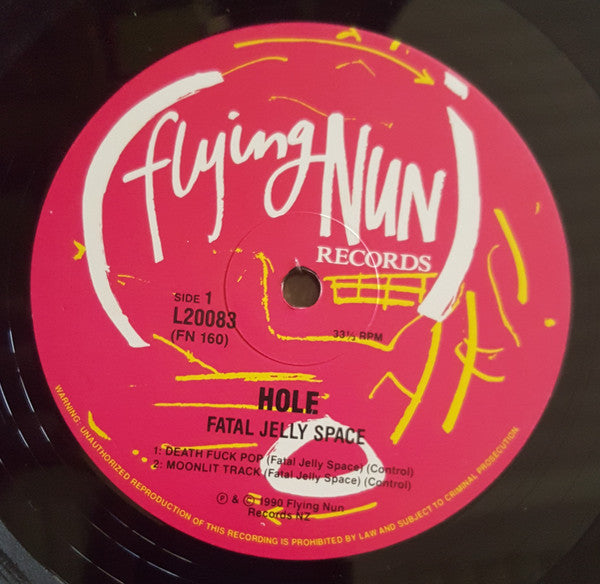 flying NUN
RECORDS
SIDE 1
L20083
(FN 160)
33⅓ RPM
HOLE
FATAL JELLY SPACE
1: DEATH FUCK POP (Fatal Jelly Space) (Control)
2: MOONLIT TRACK (Fatal Jelly Space) (Control)
Ⓟ & © 1990 Flying Nun
Records NZ
WARNING: UNAUTHORIZED REPRODUCTION OF THIS RECORDING IS PROHIBITED BY LAW AND SUBJECT TO CRIMINAL PROSECUTION.